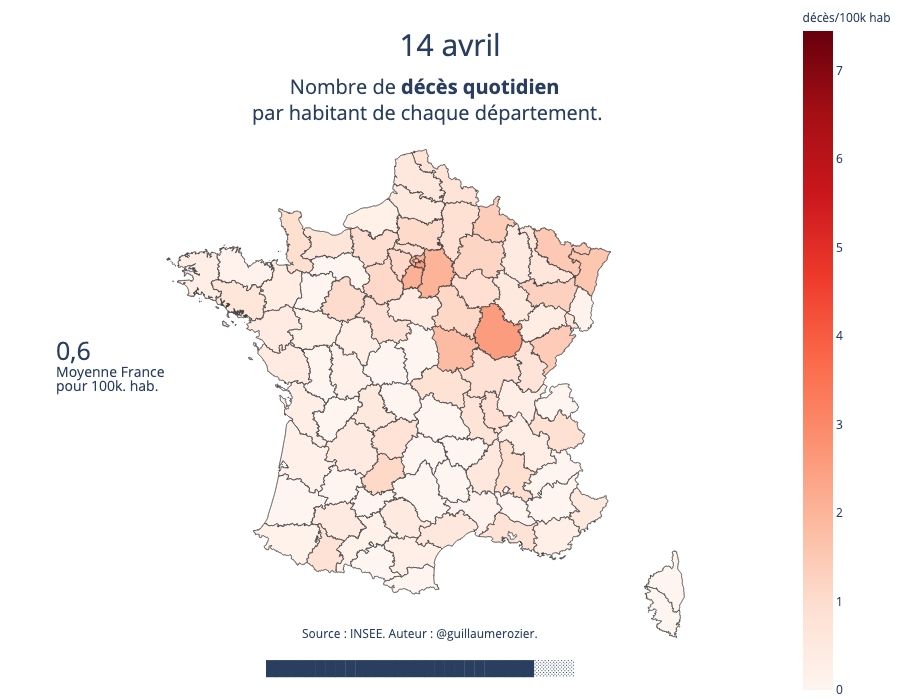 décès/100k hab
14 avril
Nombre de décès quotidien
par habitant de chaque département.
7
6
5
4
3
2
1
0
0,6
Moyenne France
pour 100k. hab.
Source : INSEE. Auteur : @guillaumerozier.